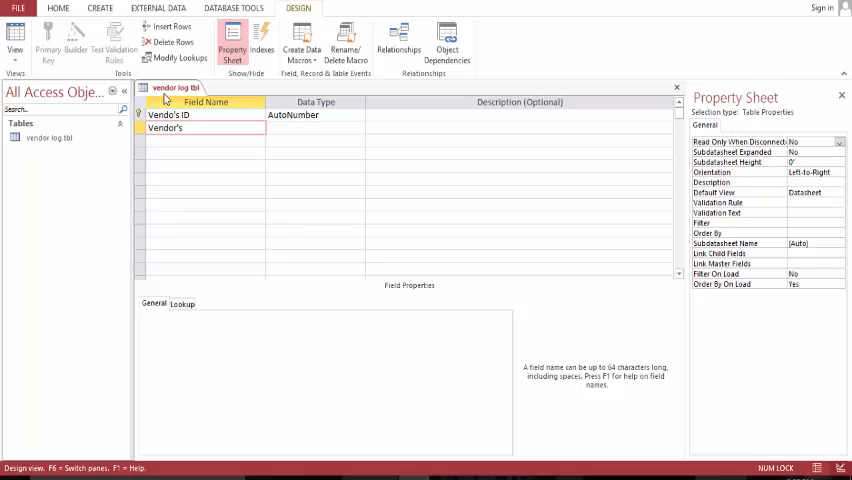 FILE HOME CREATE EXTERNAL DATA DATABASE TOOLS DESIGN Sign in
View
Primary Key
Builder
Test Validation Rules
Insert Rows
Delete Rows
Modify Lookups
Property Sheet
Indexes
Create Data Macros
Rename/ Delete Macro
Relationships
Object Dependencies
Views Tools Show/Hide Field, Record & Table Events Relationships
All Access Obje...
Search...
Tables
vendor log tbl
vendor log tbl
Field Name Data Type Description (Optional)
Vendo's ID AutoNumber
Vendor's
Field Properties
General Lookup
A field name can be up to 64 characters long,
including spaces. Press F1 for help on field
names.
Property Sheet
Selection type: Table Properties
General
Read Only When Disconnect No
Subdatasheet Expanded No
Subdatasheet Height 0"
Orientation Left-to-Right
Description
Default View Datasheet
Validation Rule
Validation Text
Filter
Order By
Subdatasheet Name [Auto]
Link Child Fields
Link Master Fields
Filter On Load No
Order By On Load Yes
Design view. F6 = Switch panes. F1 = Help. NUM LOCK